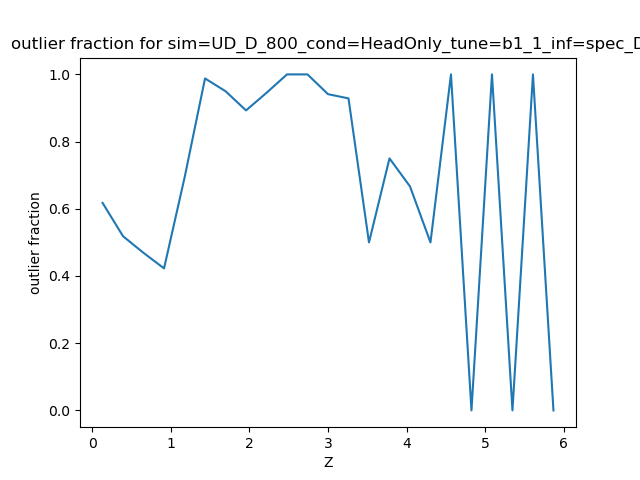 outlier fraction for sim=UD_D_800_cond=HeadOnly_tune=b1_1_inf=spec_D
1.0
0.8
0.6
0.4
0.2
0.0
outlier fraction
0 1 2 3 4 5 6
Z